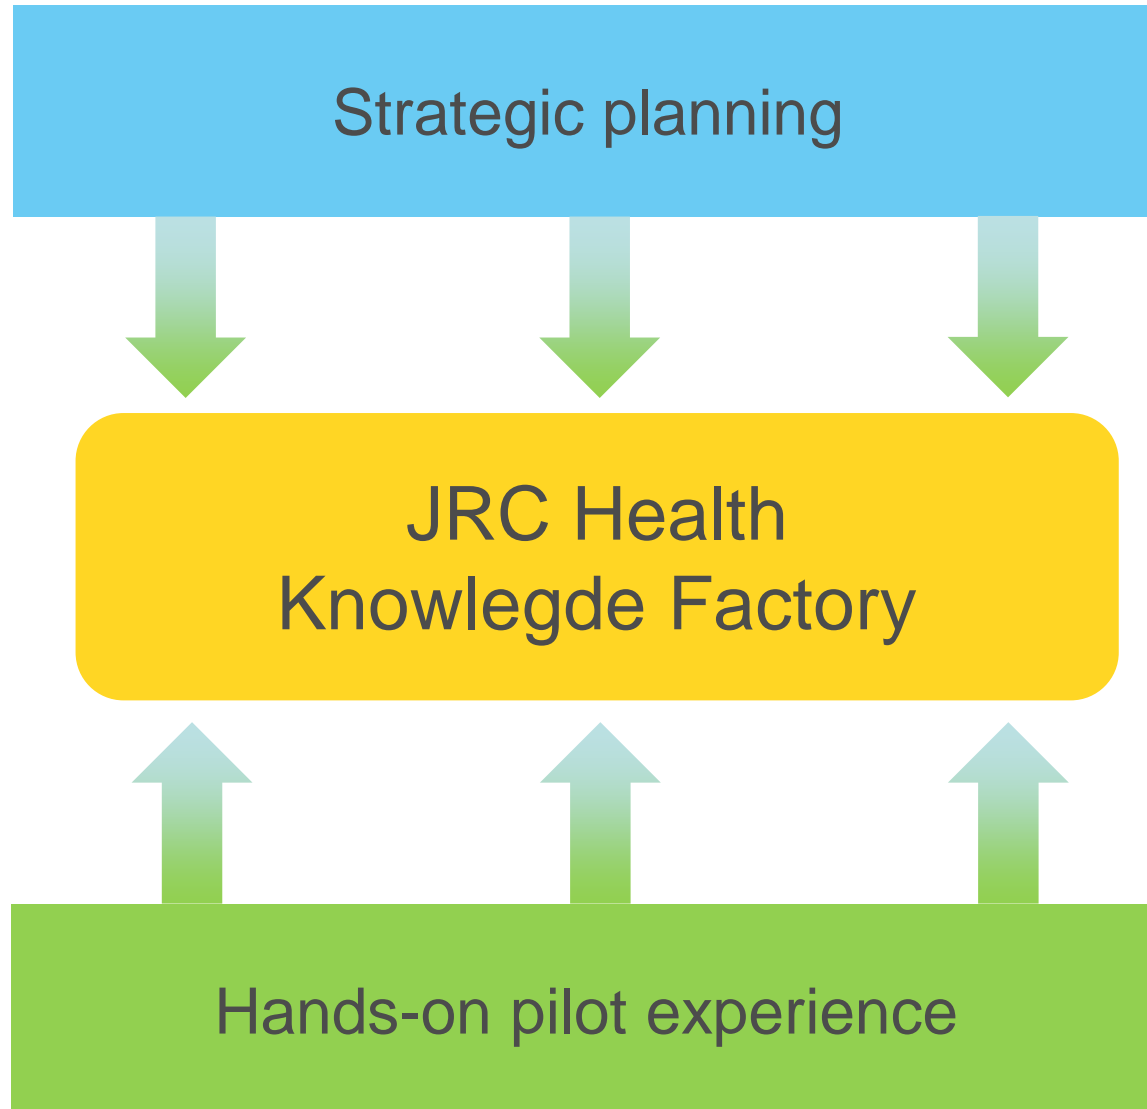 Strategic planning
JRC Health
Knowlegde Factory
Hands-on pilot experience